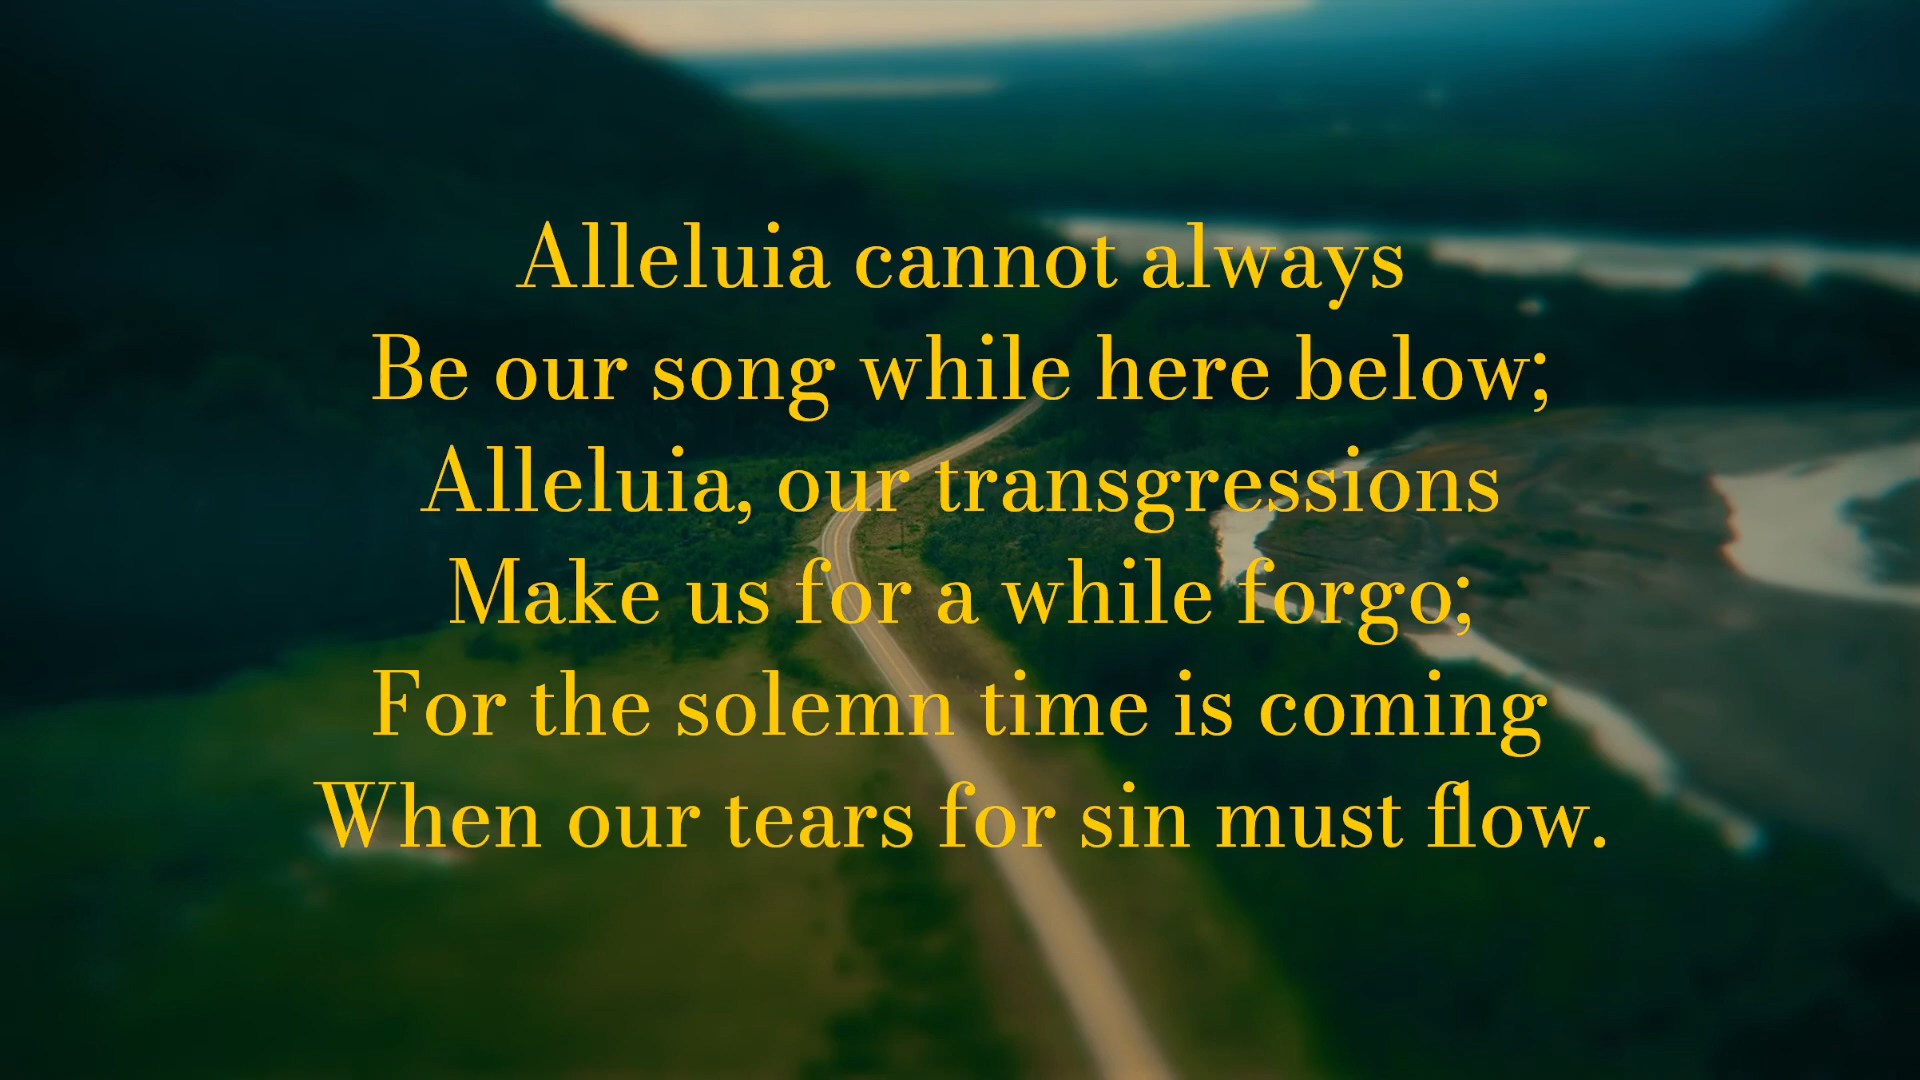 Alleluia cannot always
Be our song while here below;
Alleluia, our transgressions
Make us for a while forgo;
For the solemn time is coming
When our tears for sin must flow.